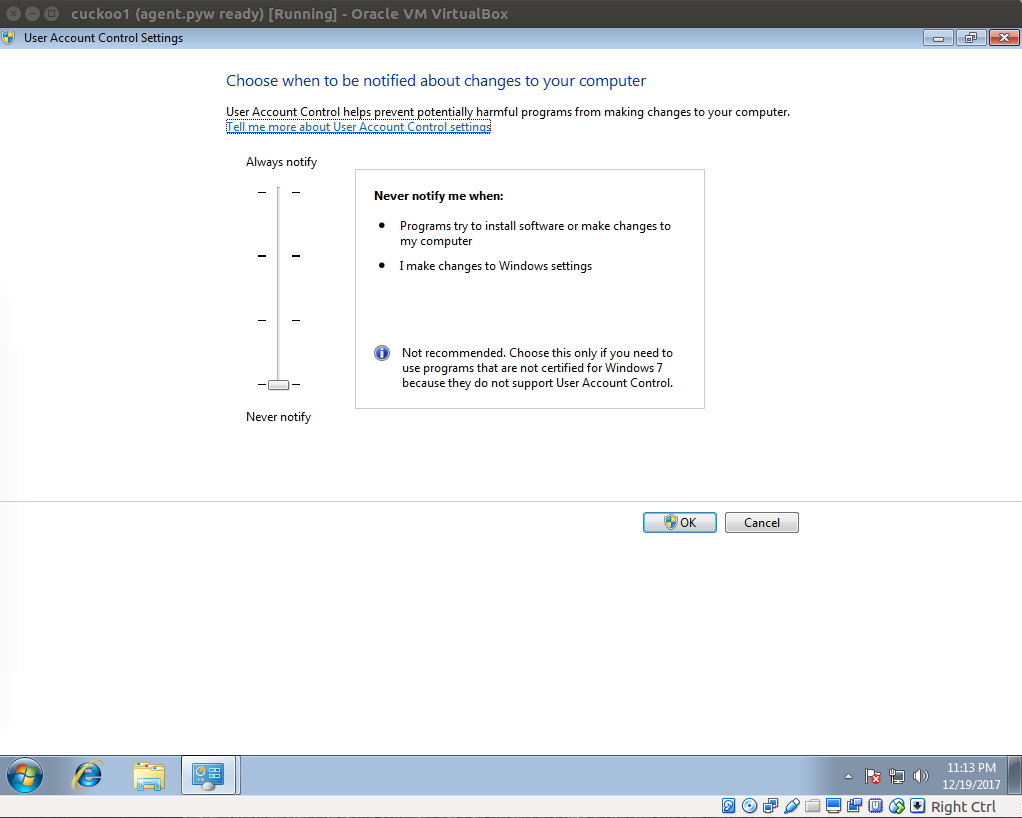 cuckoo1 (agent.pyw ready) [Running] - Oracle VM VirtualBox
User Account Control Settings
Choose when to be notified about changes to your computer
User Account Control helps prevent potentially harmful programs from making changes to your computer.
Tell me more about User Account Control settings
Always notify
Never notify me when:
Programs try to install software or make changes to
my computer
I make changes to Windows settings
Not recommended. Choose this only if you need to
use programs that are not certified for Windows 7
because they do not support User Account Control.
Never notify
OK
Cancel
11:13 PM
12/19/2017
Right Ctrl